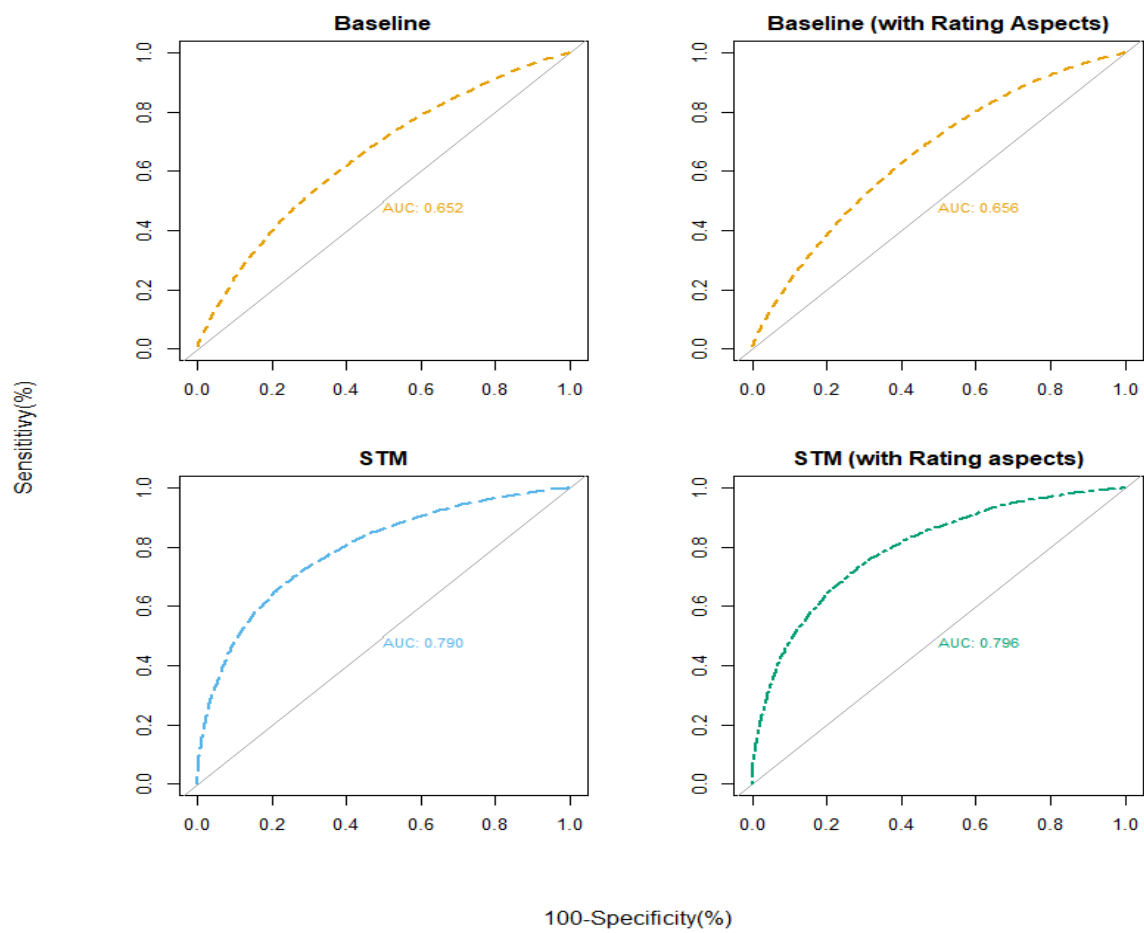 Baseline
1.0
0.8
0.6
0.4
0.2
0.0
AUC: 0.652
0.0 0.2 0.4 0.6 0.8 1.0
Baseline (with Rating Aspects)
1.0
0.8
0.6
0.4
0.2
0.0
AUC: 0.656
0.0 0.2 0.4 0.6 0.8 1.0
Sensititivy(%)
STM
1.0
0.8
0.6
0.4
0.2
0.0
AUC: 0.790
0.0 0.2 0.4 0.6 0.8 1.0
STM (with Rating aspects)
1.0
0.8
0.6
0.4
0.2
0.0
AUC: 0.796
0.0 0.2 0.4 0.6 0.8 1.0
100-Specificity(%)